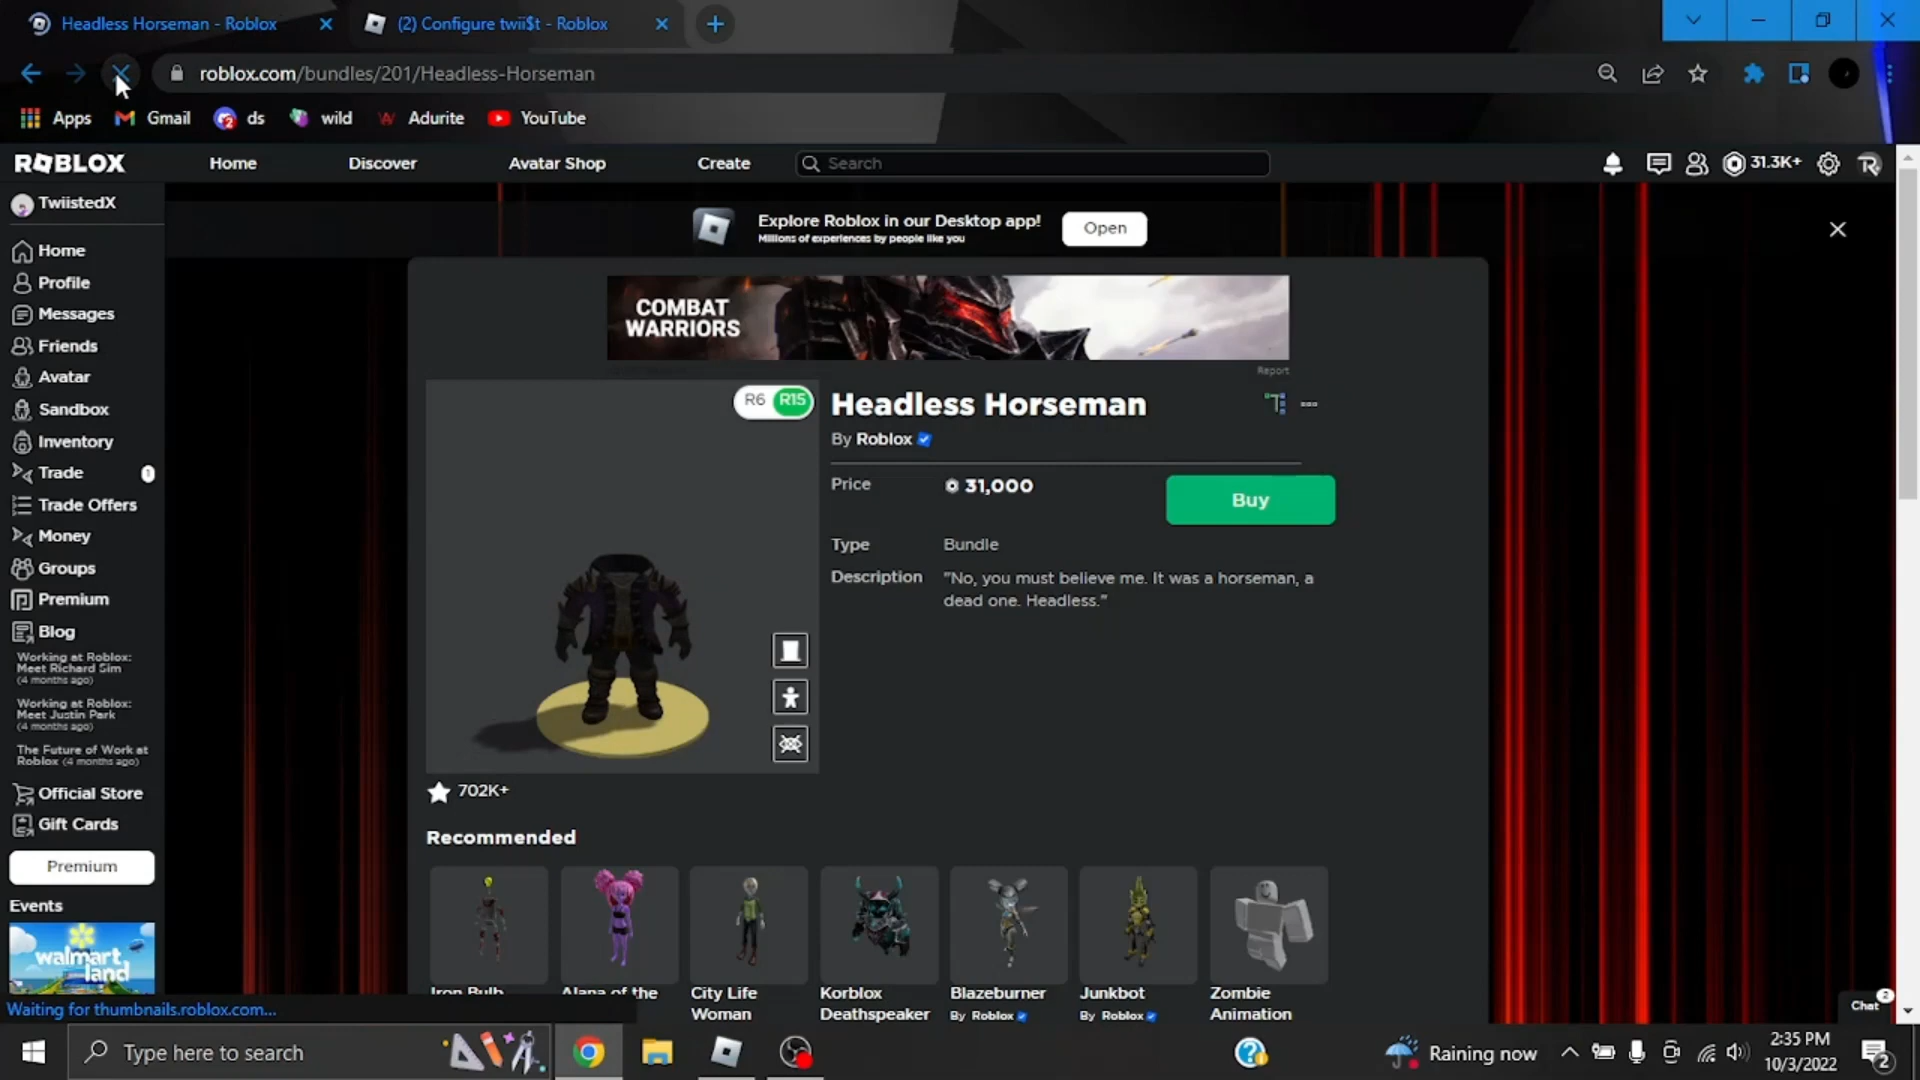 Headless Horseman - Roblox
(2) Configure twii$t - Roblox
roblox.com/bundles/201/Headless-Horseman
Apps
Gmail
ds
wild
Adurite
YouTube
ROBLOX
Home
Discover
Avatar Shop
Create
Search
31.3K+
TwiistedX
Home
Profile
Messages
Friends
Avatar
Sandbox
Inventory
Trade
1
Trade Offers
Money
Groups
Premium
Blog
Working at Roblox:
Meet Richard Sim
(4 months ago)
Working at Roblox:
Meet Justin Park
(4 months ago)
The Future of Work at
Roblox (4 months ago)
Official Store
Gift Cards
Premium
Events
walmart
land
Waiting for thumbnails.roblox.com...
Explore Roblox in our Desktop app!
Millions of experiences by people like you
Open
COMBAT
WARRIORS
Report
R6 R15
Headless Horseman
By Roblox
Price
31,000
Buy
Type
Bundle
Description
"No, you must believe me. It was a horseman, a
dead one. Headless."
702K+
Recommended
Iron Bulb
Alana of the
City Life
Woman
Korblox
Deathspeaker
Blazeburner
By Roblox
Junkbot
By Roblox
Zombie
Animation
Chat
2
Type here to search
Raining now
2:35 PM
10/3/2022
2